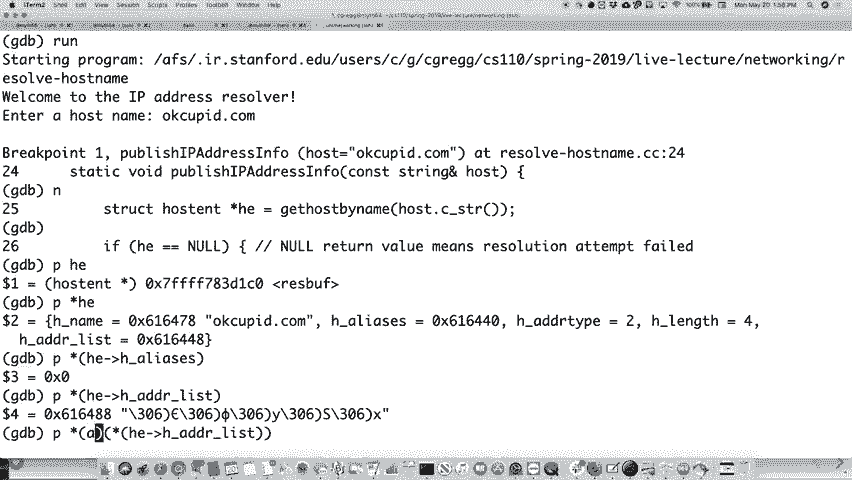 iTerm2 Shell Edit View Session Scripts Profiles Toolbelt Window Help 100% Mon May 20 1:58 PM
(gdb) run
Starting program: /afs/.ir.stanford.edu/users/c/g/cgregg/cs110/spring-2019/live-lecture/networking/r
esolve-hostname
Welcome to the IP address resolver!
Enter a host name: okcupid.com
Breakpoint 1, publishIPAddressInfo (host="okcupid.com") at resolve-hostname.cc:24
24 static void publishIPAddressInfo(const string& host) {
(gdb) n
25 struct hostent *he = gethostbyname(host.c_str());
(gdb)
26 if (he == NULL) { // NULL return value means resolution attempt failed
(gdb) p he
$1 = (hostent *) 0x7ffff783d1c0 <resbuf>
(gdb) p *he
$2 = {h_name = 0x616478 "okcupid.com", h_aliases = 0x616440, h_addrtype = 2, h_length = 4,
h_addr_list = 0x616448}
(gdb) p *(he->h_aliases)
$3 = 0x0
(gdb) p *(he->h_addr_list)
$4 = 0x616488 "\306)Є\306)ф\306)y\306)S\306)x"
(gdb) p *(a)(*(he->h_addr_list))